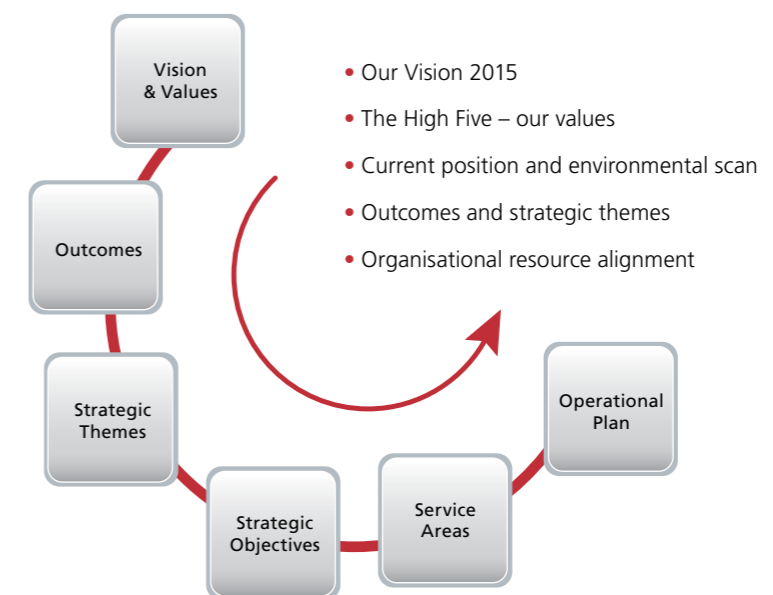 Vision
& Values
• Our Vision 2015
• The High Five – our values
• Current position and environmental scan
• Outcomes and strategic themes
• Organisational resource alignment
Outcomes
Strategic
Themes
Strategic
Objectives
Service
Areas
Operational
Plan